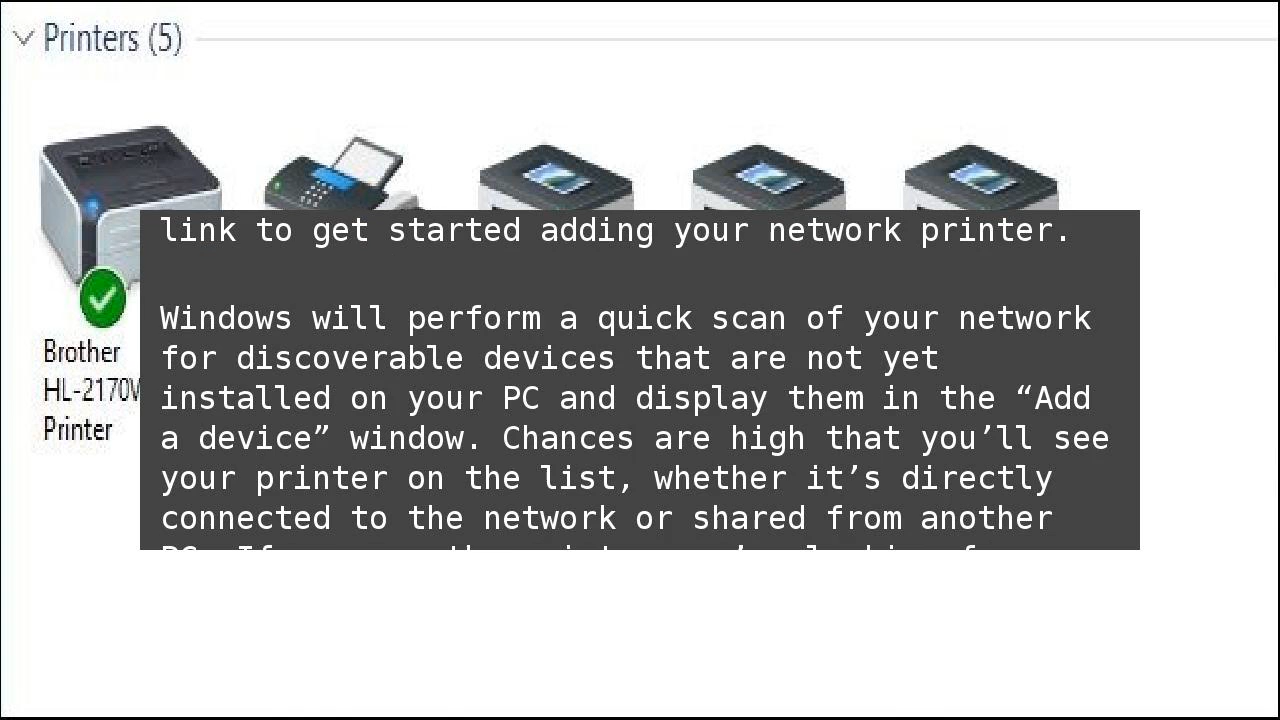 Printers (5)
link to get started adding your network printer.
Windows will perform a quick scan of your network
for discoverable devices that are not yet
installed on your PC and display them in the “Add
a device” window. Chances are high that you’ll see
your printer on the list, whether it’s directly
connected to the network or shared from another
Brother
Printer